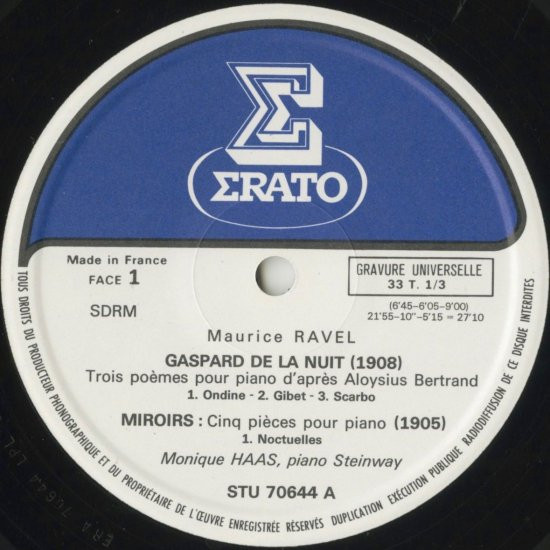 Σ
ΣRATO
Made in France
FACE 1
SDRM
GRAVURE UNIVERSELLE
33 T. 1/3
(6'45-6'05-9'00)
21'55-10"-5'15 = 27'10
Maurice RAVEL
GASPARD DE LA NUIT (1908)
Trois poèmes pour piano d'après Aloysius Bertrand
1. Ondine - 2. Gibet - 3. Scarbo
MIROIRS : Cinq pièces pour piano (1905)
1. Noctuelles
Monique HAAS, piano Steinway
STU 70644 A
TOUS DROITS DU PRODUCTEUR PHONOGRAPHIQUE ET DU PROPRIÉTAIRE DE L'ŒUVRE ENREGISTRÉE RÉSERVÉS DUPLICATION EXÉCUTION PUBLIQUE RADIODIFFUSION DE CE DISQUE INTERDITES
ERA 70644 LPL